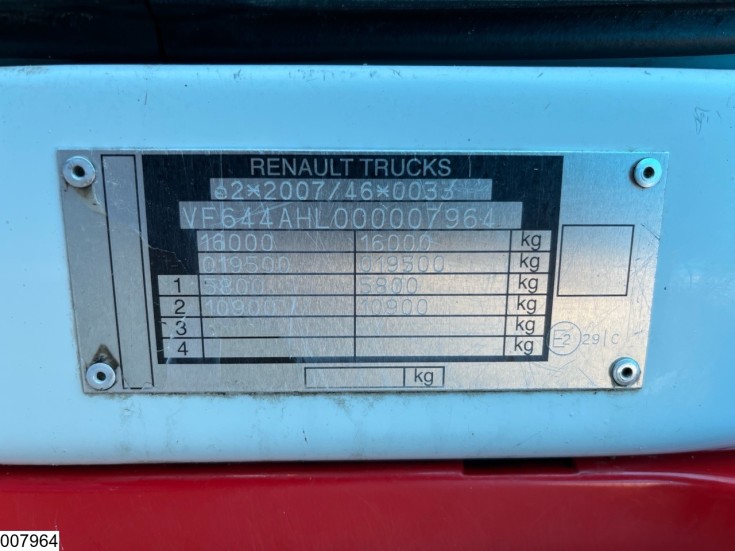 RENAULT TRUCKS
e2*2007/46*0033
VF644AHL000007964
16000 16000 kg
019500 019500 kg
1 5800 5800 kg
2 10900 10900 kg
3 kg
4 kg
E2 29 | C
kg
007964